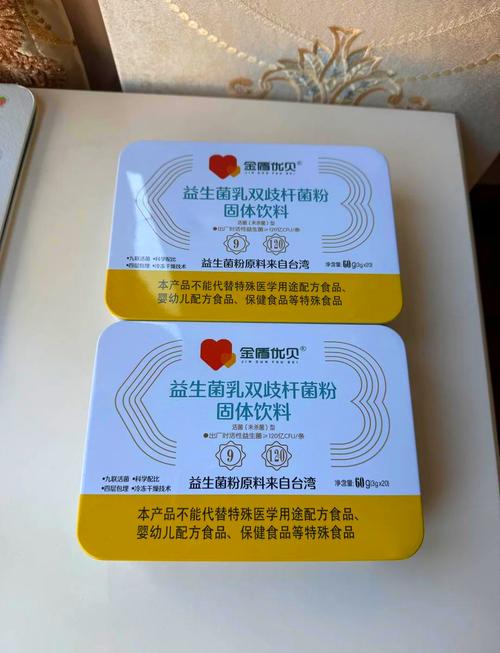 金盾优贝®
JIN DUN YOU BEI
益生菌乳双歧杆菌粉
固体饮料
活菌（未杀菌）型
●出厂时活性益生菌≥120亿CFU/条
9 120
•九联活菌 •科学配比
•四层包埋 •冷冻干燥技术
益生菌粉原料来自台湾
净含量: 60g(3gx20)
本产品不能代替特殊医学用途配方食品、
婴幼儿配方食品、保健食品等特殊食品
金盾优贝®
JIN DUN YOU BEI
益生菌乳双歧杆菌粉
固体饮料
活菌（未杀菌）型
●出厂时活性益生菌≥120亿CFU/条
9 120
•九联活菌 •科学配比
•四层包埋 •冷冻干燥技术
益生菌粉原料来自台湾
净含量: 60g(3gx20)
本产品不能代替特殊医学用途配方食品、
婴幼儿配方食品、保健食品等特殊食品